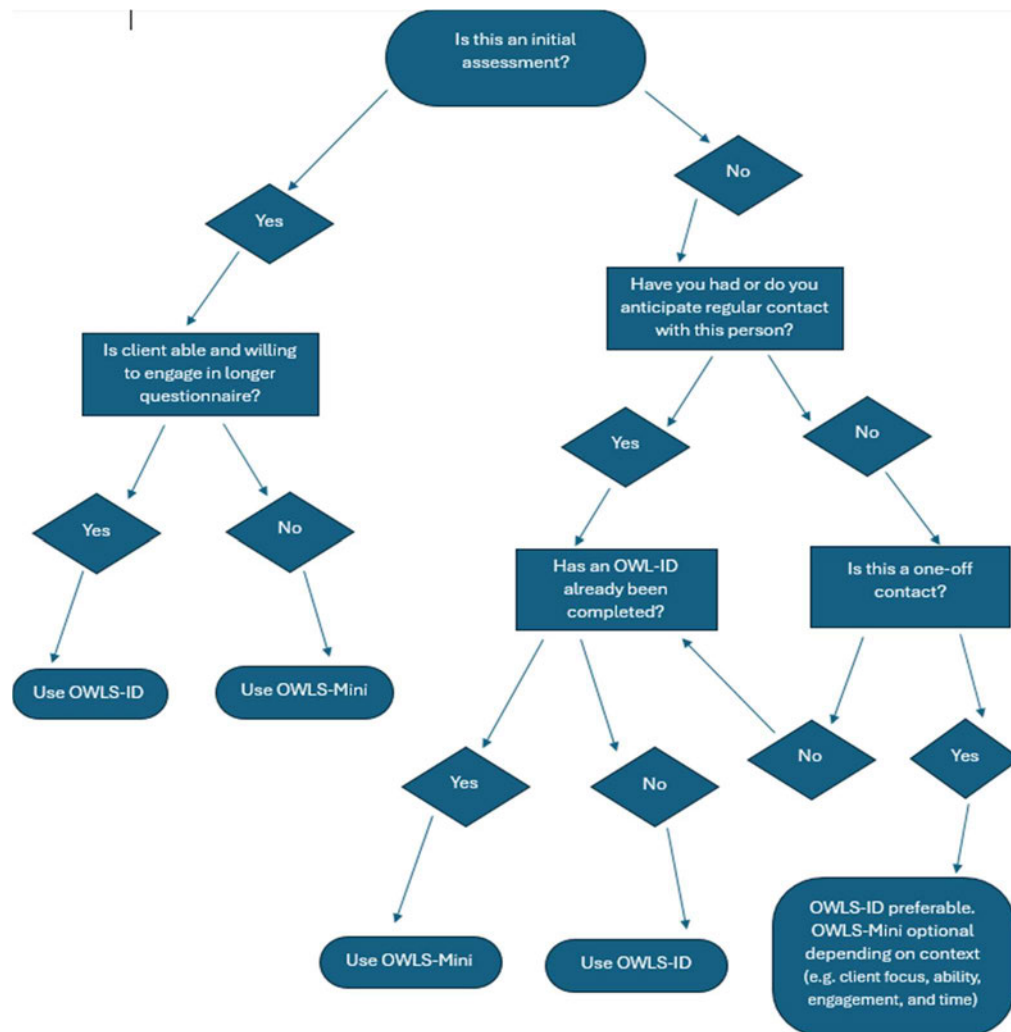 Is this an initial
assessment?
No
Yes
Have you had or do you
anticipate regular contact
with this person?
Is client able and willing
to engage in longer
questionnaire?
Yes
No
Yes
No
Has an OWL-ID
already been
completed?
Is this a one-off
contact?
Use OWLS-ID
Use OWLS-Mini
Yes
No
No
Yes
OWLS-ID preferable.
OWLS-Mini optional
depending on context
(e.g. client focus, ability,
engagement, and time)
Use OWLS-Mini
Use OWLS-ID